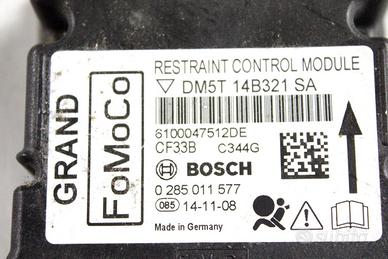 GRAND
FoMoCo
RESTRAINT CONTROL MODULE
DM5T 14B321 SA
6100047512DE
CF33B C344G
BOSCH
0 285 011 577
085 14-11-08
Made in Germany
subito